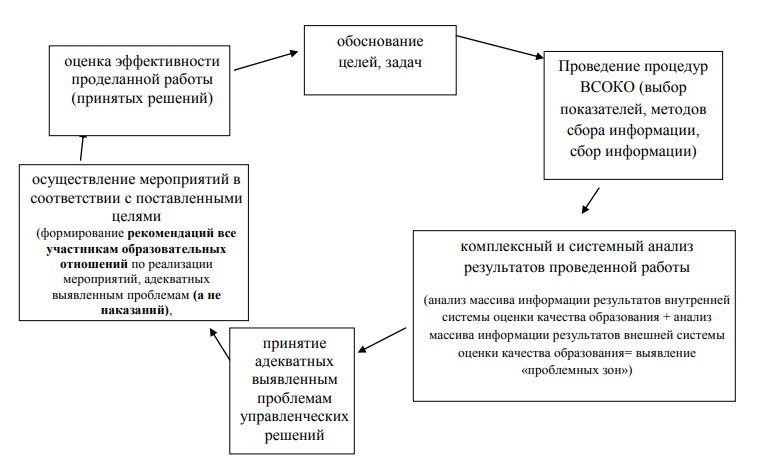 обоснование
целей, задач
Проведение процедур
ВСОКО (выбор
показателей, методов
сбора информации,
сбор информации)
комплексный и системный анализ
результатов проведенной работы
(анализ массива информации результатов внутренней
системы оценки качества образования + анализ
массива информации результатов внешней системы
оценки качества образования= выявление
«проблемных зон»)
принятие
адекватных
выявленным
проблемам
управленческих
решений
осуществление мероприятий в
соответствии с поставленными
целями
(формирование рекомендаций все
участникам образовательных
отношений по реализации
мероприятий, адекватных
выявленным проблемам (а не
наказаний),
оценка эффективности
проделанной работы
(принятых решений)